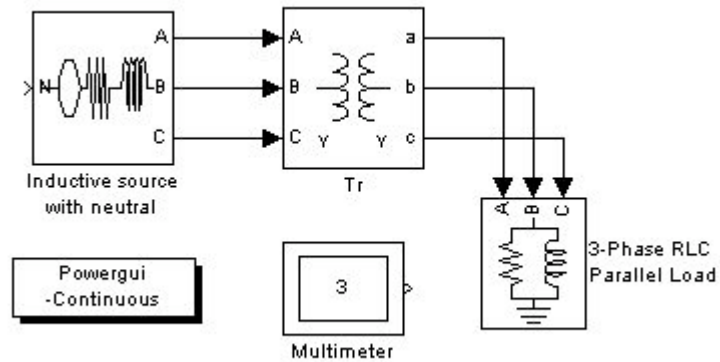 N
A
B
C
Inductive source
with neutral
A
B
C
Y
Y
a
b
c
Tr
A
B
C
3-Phase RLC
Parallel Load
Powergui
-Continuous
3
Multimeter